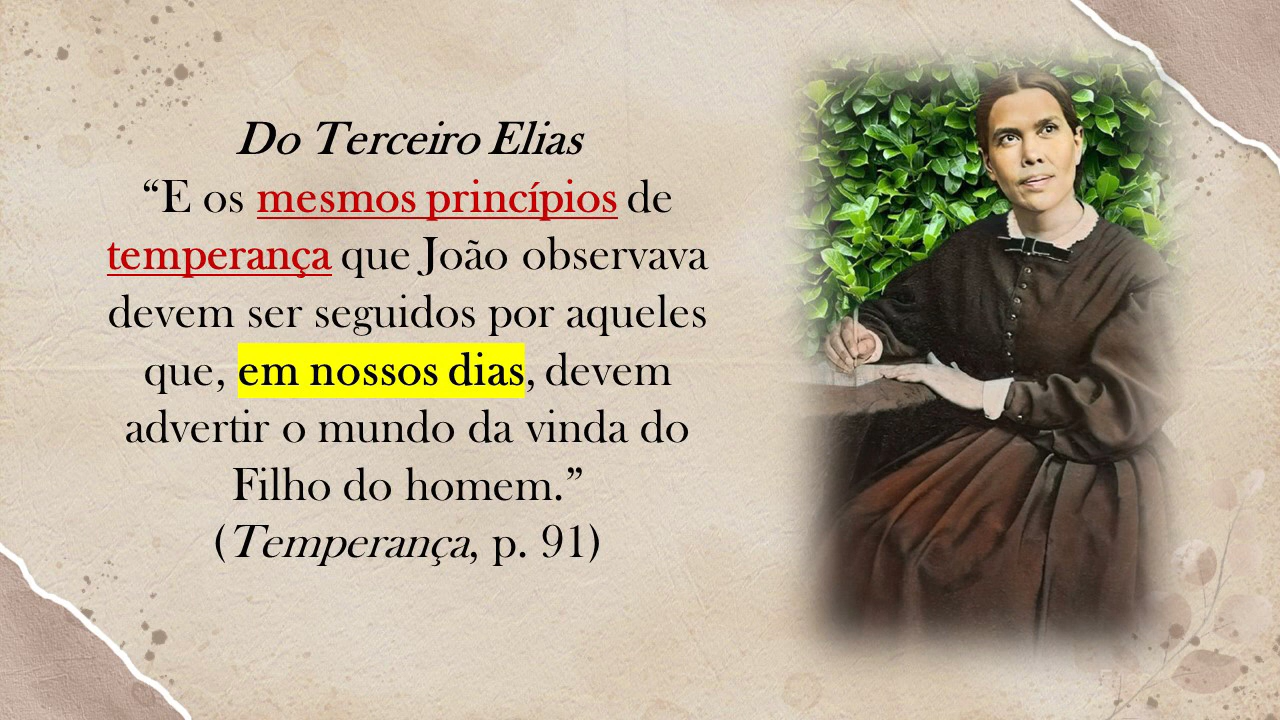 Do Terceiro Elias
“E os mesmos princípios de
temperança que João observava
devem ser seguidos por aqueles
que, em nossos dias, devem
advertir o mundo da vinda do
Filho do homem.”
(Temperança, p. 91)